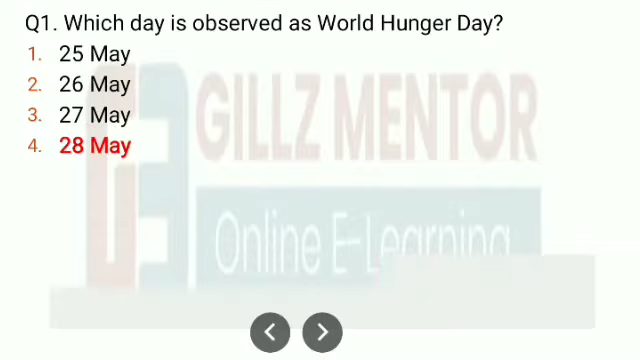 Q1. Which day is observed as World Hunger Day?
1. 25 May
2. 26 May
3. 27 May
4. 28 May
GILLZ MENTOR
Online E-Learning